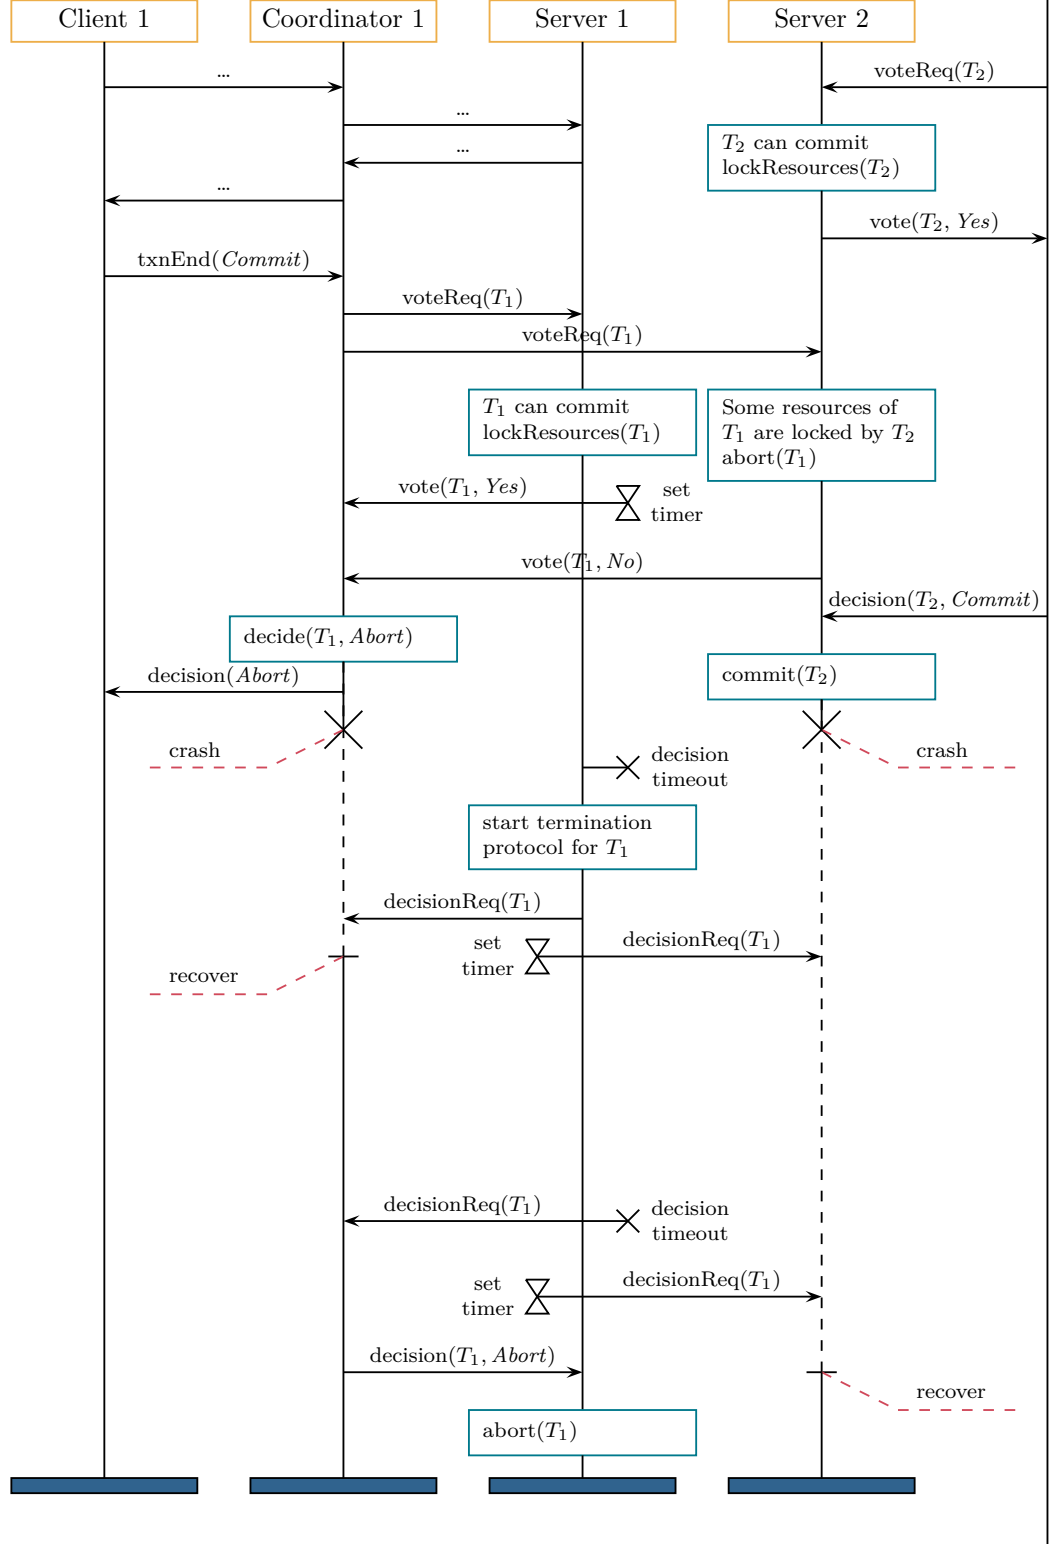 Client 1
Coordinator 1
Server 1
Server 2
...
voteReq(T₂)
...
T₂ can commit
lockResources(T₂)
...
...
vote(T₂, Yes)
txnEnd(Commit)
voteReq(T₁)
voteReq(T₁)
T₁ can commit
lockResources(T₁)
Some resources of
T₁ are locked by T₂
abort(T₁)
vote(T₁, Yes)
set
timer
vote(T₁, No)
decision(T₂, Commit)
decide(T₁, Abort)
decision(Abort)
commit(T₂)
crash
decision
timeout
crash
start termination
protocol for T₁
decisionReq(T₁)
set
timer
decisionReq(T₁)
recover
decisionReq(T₁)
decision
timeout
set
timer
decisionReq(T₁)
decision(T₁, Abort)
recover
abort(T₁)